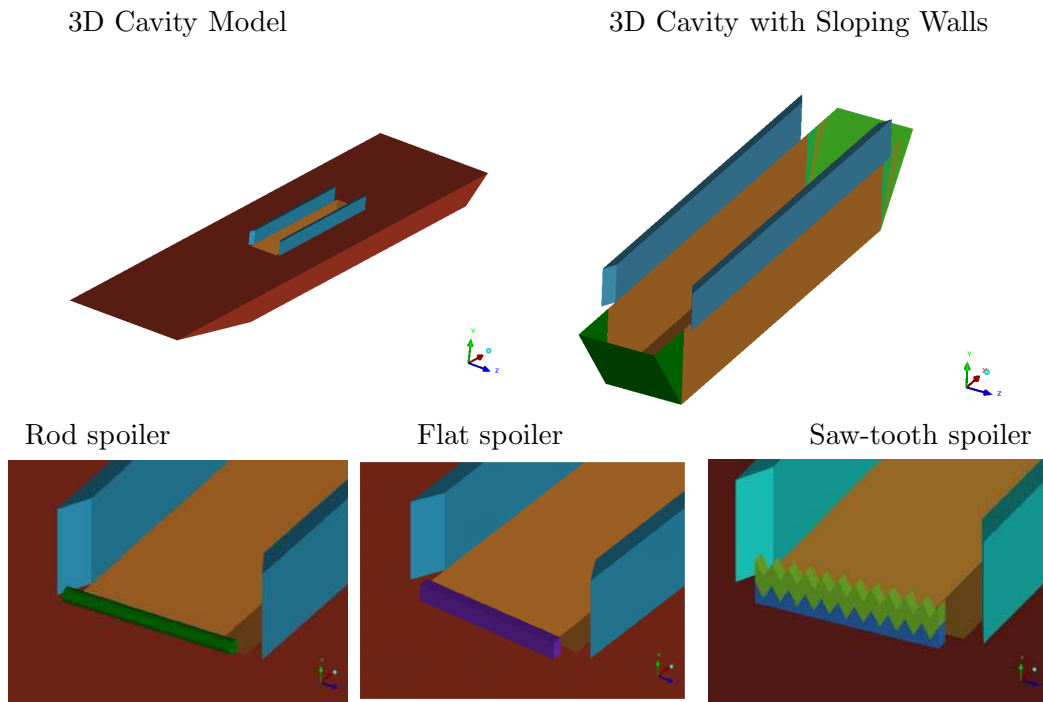 3D Cavity Model
3D Cavity with Sloping Walls
Y
Z
Y
Z
Rod spoiler
Flat spoiler
Saw-tooth spoiler